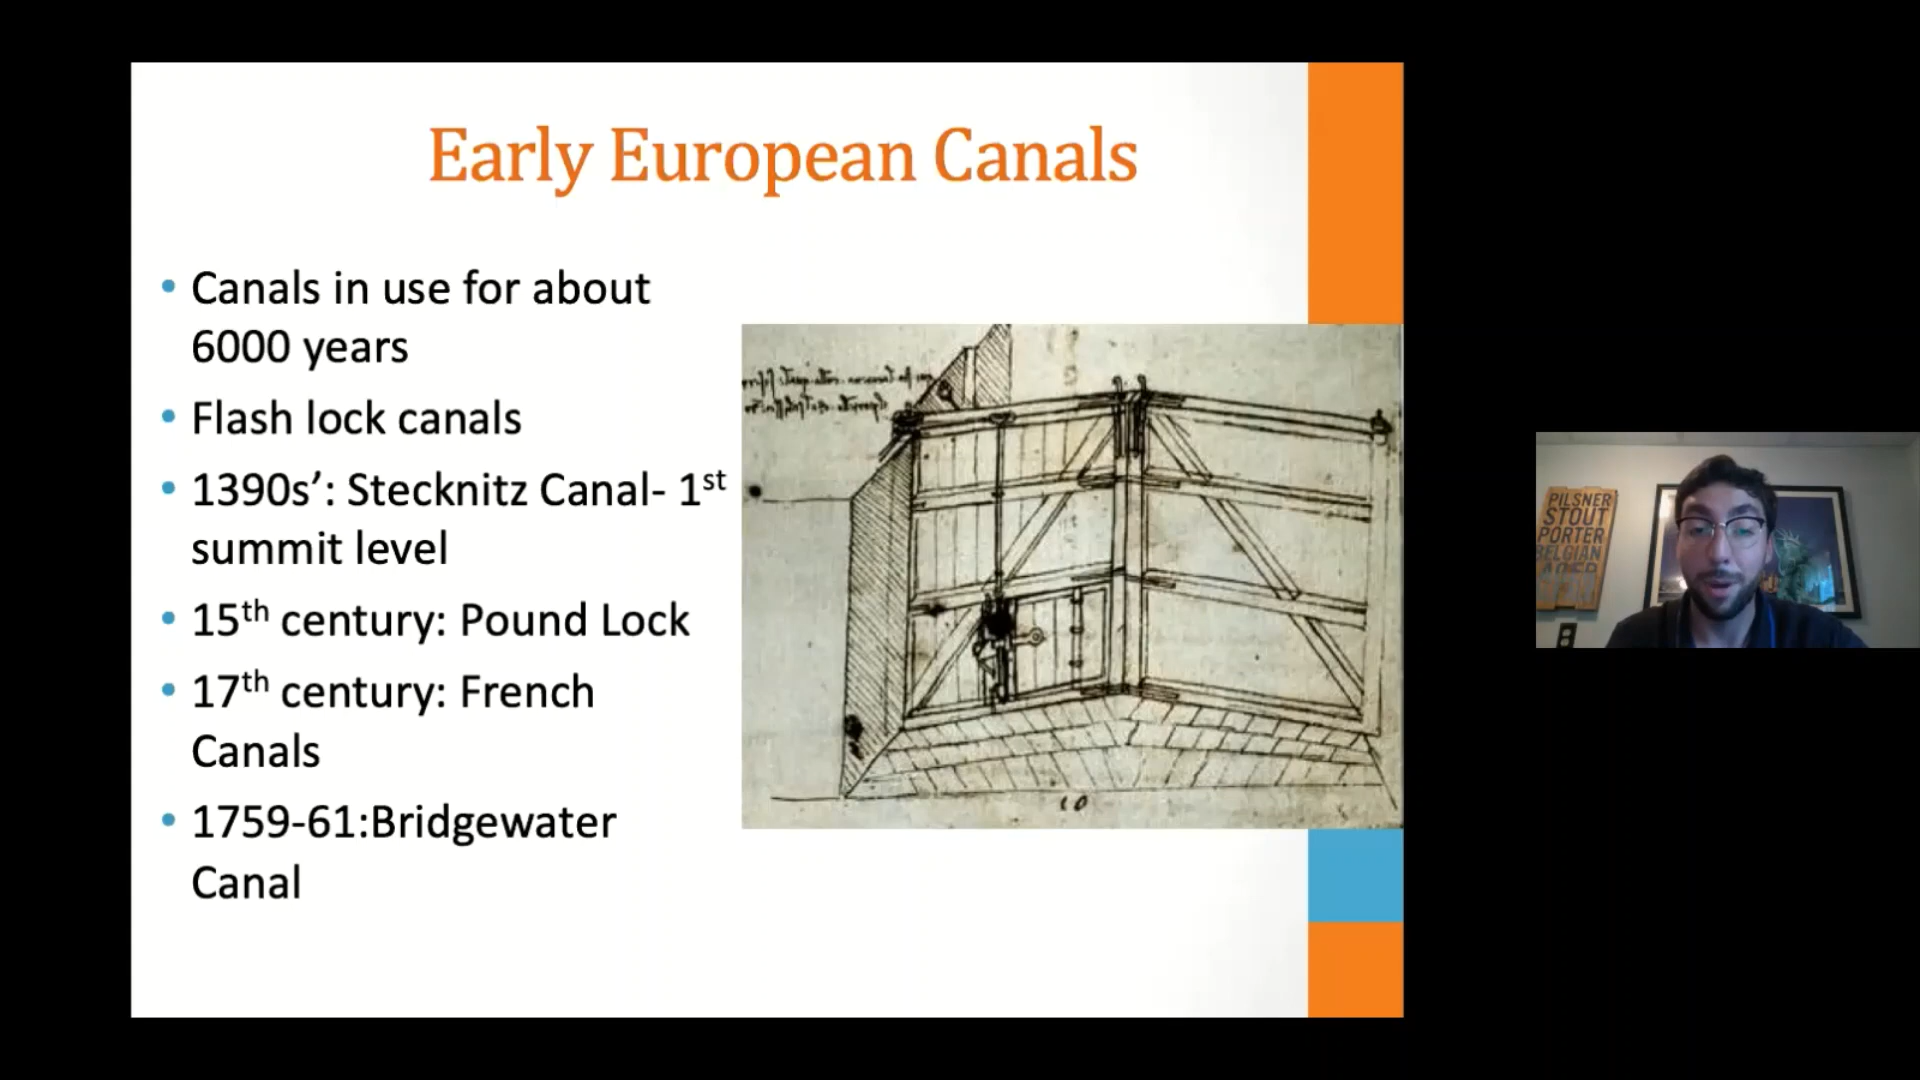 Early European Canals
• Canals in use for about
6000 years
• Flash lock canals
• 1390s’: Stecknitz Canal- 1st
summit level
• 15th century: Pound Lock
• 17th century: French
Canals
• 1759-61:Bridgewater
Canal
10
PILSNER
STOUT
PORTER
BELGIAN